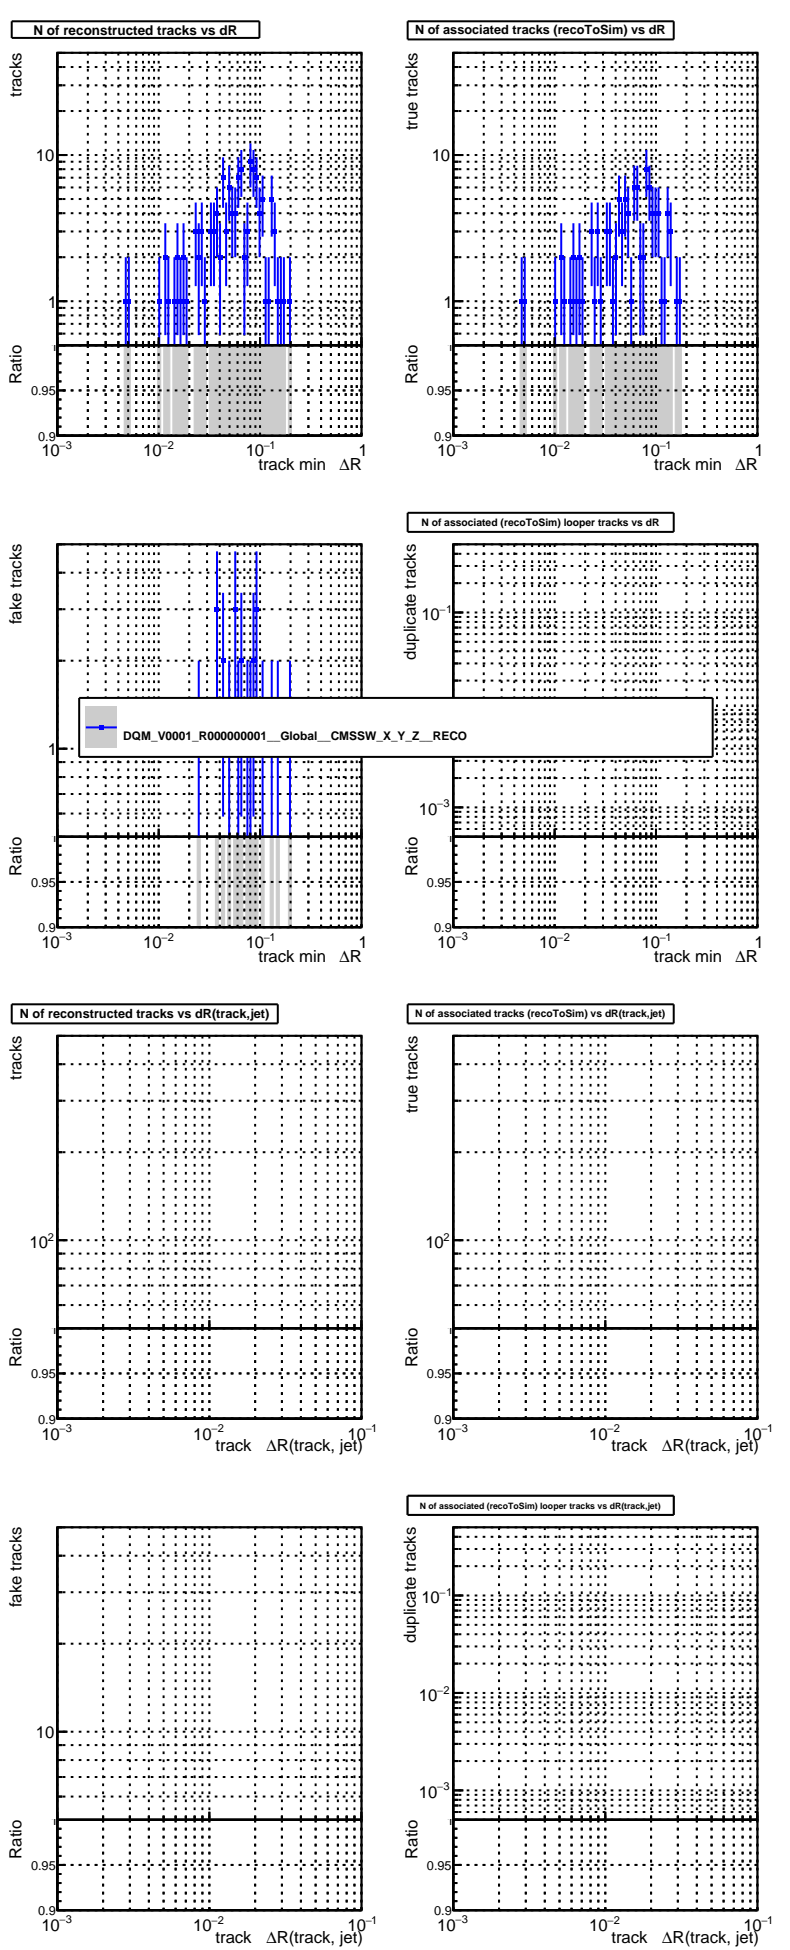 N of reconstructed tracks vs dR
N of associated tracks (recoToSim) vs dR
tracks
10
1
Ratio
0.95
0.9
10−3
10−2
10−1
1
track min ΔR
true tracks
10
1
Ratio
0.95
0.9
10−3
10−2
10−1
1
track min ΔR
N of associated (recoToSim) looper tracks vs dR
fake tracks
1
Ratio
0.95
0.9
10−3
10−2
10−1
1
track min ΔR
duplicate tracks
10−1
10−3
Ratio
0.95
0.9
10−3
10−2
10−1
1
track min ΔR
DQM_V0001_R000000001__Global__CMSSW_X_Y_Z__RECO
N of reconstructed tracks vs dR(track,jet)
N of associated tracks (recoToSim) vs dR(track,jet)
tracks
10²
Ratio
0.95
0.9
10−3
10−2
10−1
track ΔR(track, jet)
true tracks
10²
Ratio
0.95
0.9
10−3
10−2
10−1
track ΔR(track, jet)
N of associated (recoToSim) looper tracks vs dR(track,jet)
fake tracks
10
Ratio
0.95
0.9
10−3
10−2
10−1
track ΔR(track, jet)
duplicate tracks
10−1
10−2
10−3
Ratio
0.95
0.9
10−3
10−2
10−1
track ΔR(track, jet)